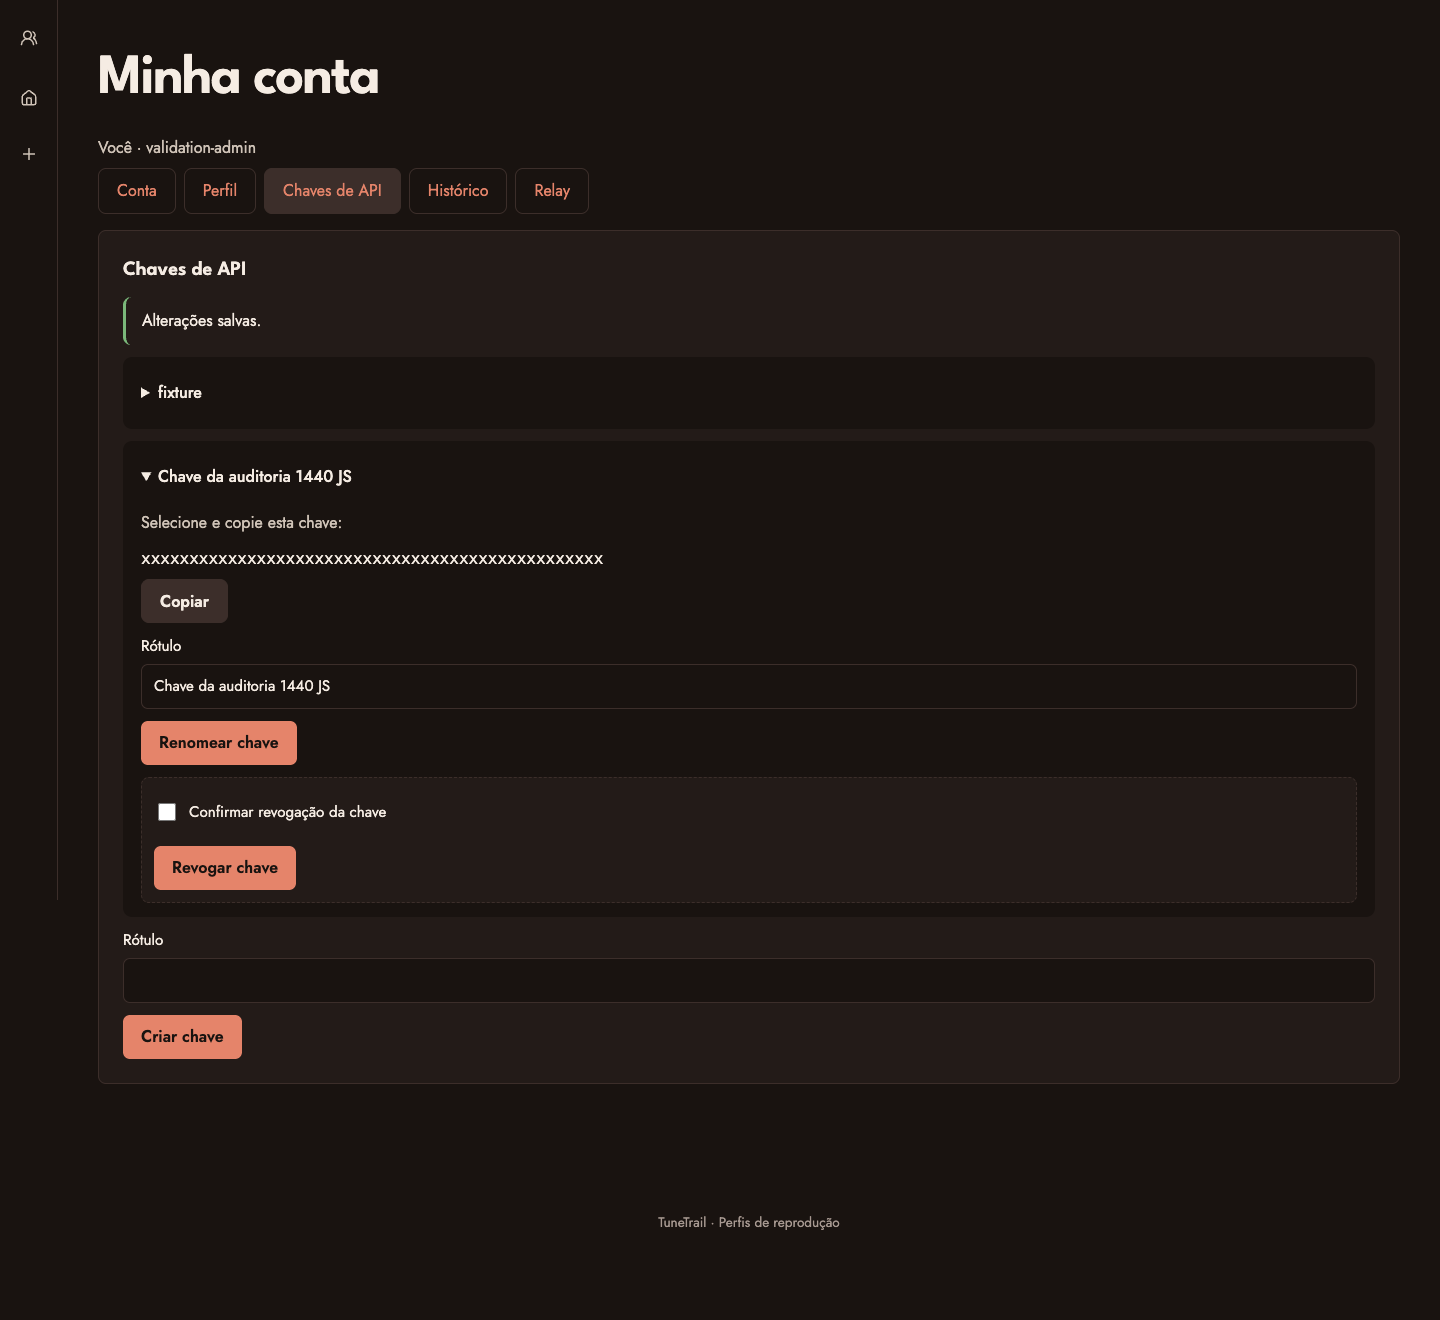 Minha conta
Você · validation-admin
Conta
Perfil
Chaves de API
Histórico
Relay
Chaves de API
Alterações salvas.
fixture
Chave da auditoria 1440 JS
Selecione e copie esta chave:
xxxxxxxxxxxxxxxxxxxxxxxxxxxxxxxxxxxxxxxxxxxxxxxx
Copiar
Rótulo
Chave da auditoria 1440 JS
Renomear chave
Confirmar revogação da chave
Revogar chave
Rótulo
Criar chave
TuneTrail · Perfis de reprodução